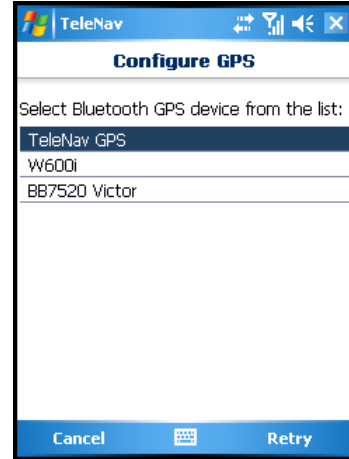 TeleNav
Configure GPS
Select Bluetooth GPS device from the list:
TeleNav GPS
W600i
BB7520 Victor
Cancel Retry